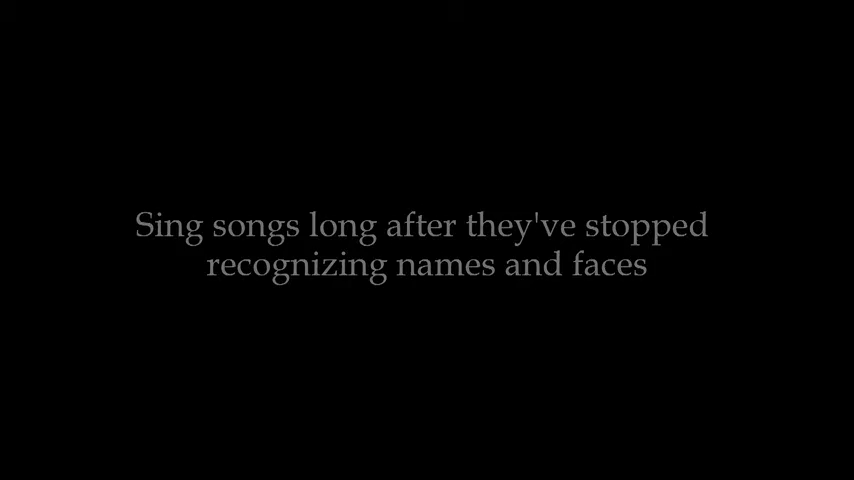 Sing songs long after they've stopped
recognizing names and faces